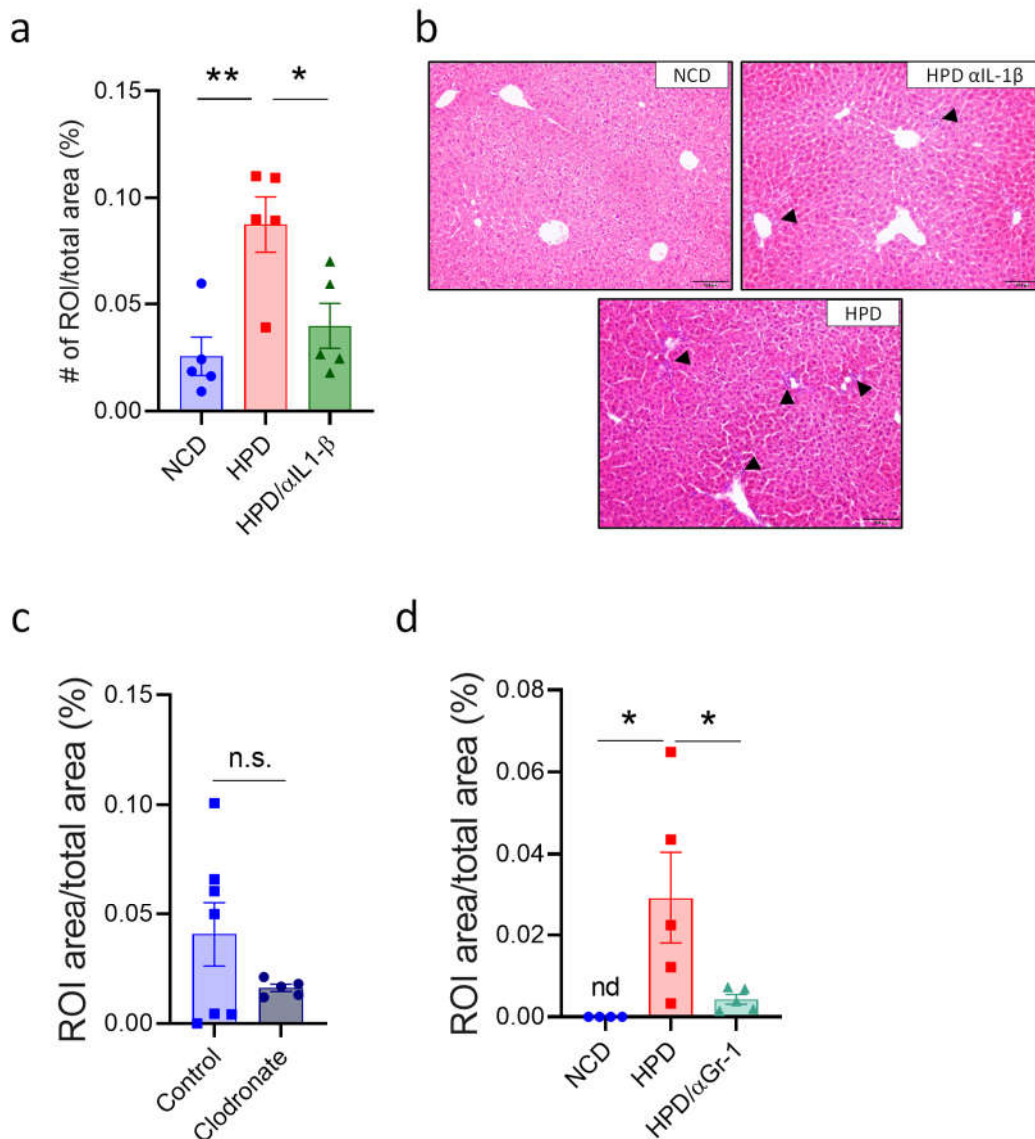 a
# of ROI/total area (%)
0.15
0.10
0.05
0.00
** *
NCD
HPD
HPD/αIL1-β
b
NCD
HPD αIL-1β
HPD
c
ROI area/total area (%)
0.15
0.10
0.05
0.00
n.s.
Control
Clodronate
d
ROI area/total area (%)
0.08
0.06
0.04
0.02
0.00
* *
nd
NCD
HPD
HPD/αGr-1